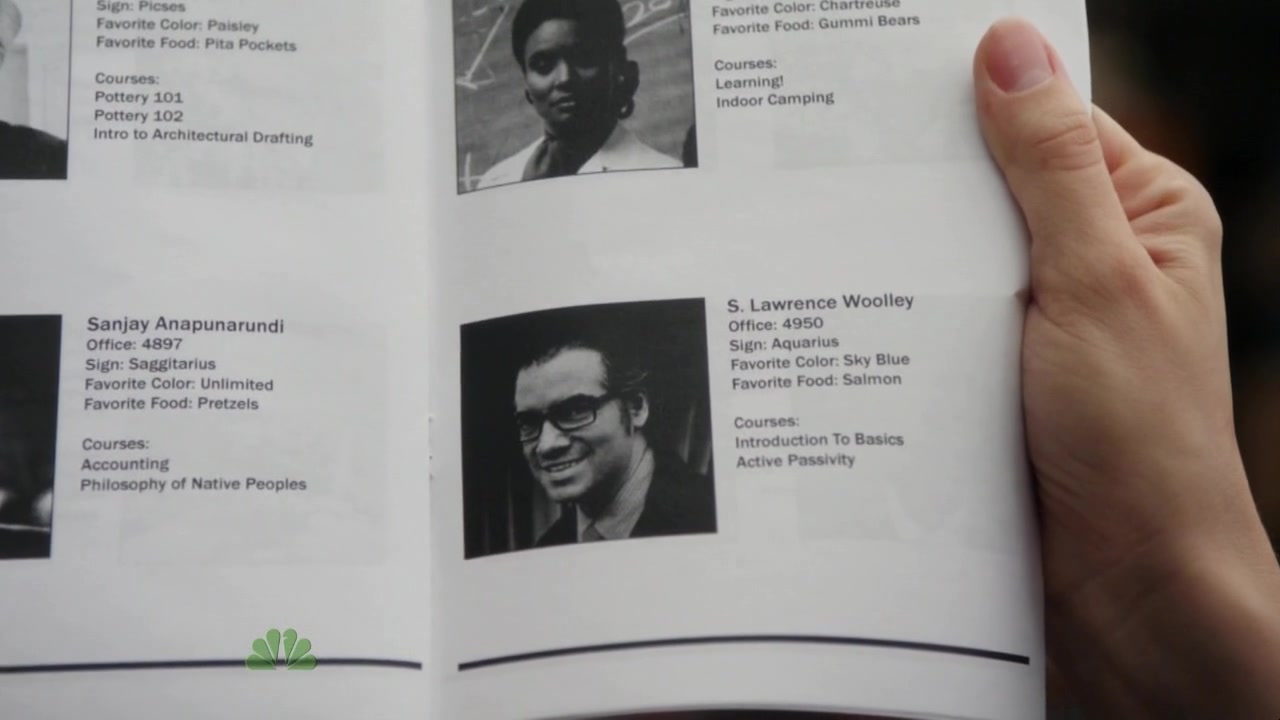 Sign: Picses
Favorite Color: Paisley
Favorite Food: Pita Pockets
Courses:
Pottery 101
Pottery 102
Intro to Architectural Drafting
Sanjay Anapunarundi
Office: 4897
Sign: Saggitarius
Favorite Color: Unlimited
Favorite Food: Pretzels
Courses:
Accounting
Philosophy of Native Peoples
Favorite Color: Chartreuse
Favorite Food: Gummi Bears
Courses:
Learning!
Indoor Camping
S. Lawrence Woolley
Office: 4950
Sign: Aquarius
Favorite Color: Sky Blue
Favorite Food: Salmon
Courses:
Introduction To Basics
Active Passivity